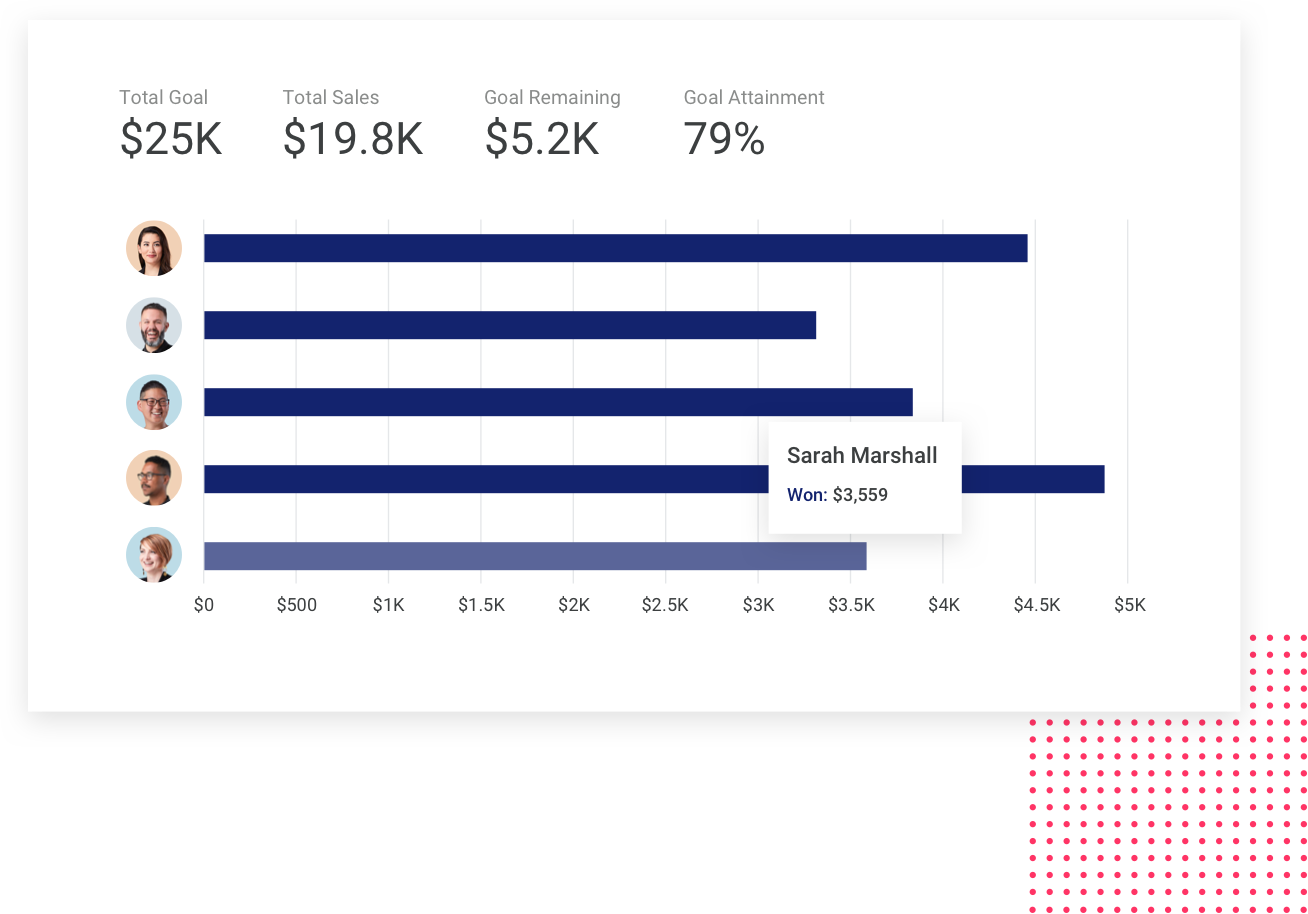 Total Goal Total Sales Goal Remaining Goal Attainment
$25K $19.8K $5.2K 79%
Sarah Marshall
Won: $3,559
$0 $500 $1K $1.5K $2K $2.5K $3K $3.5K $4K $4.5K $5K